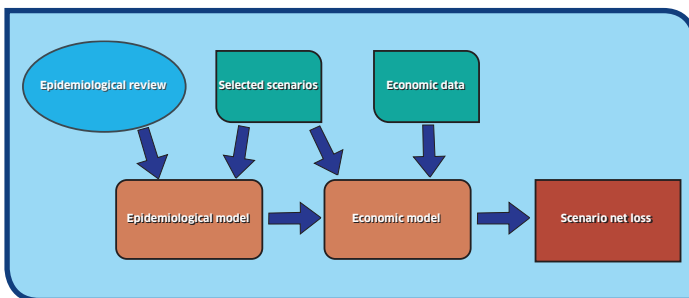 Epidemiological review
Selected scenarios
Economic data
Epidemiological model
Economic model
Scenario net loss